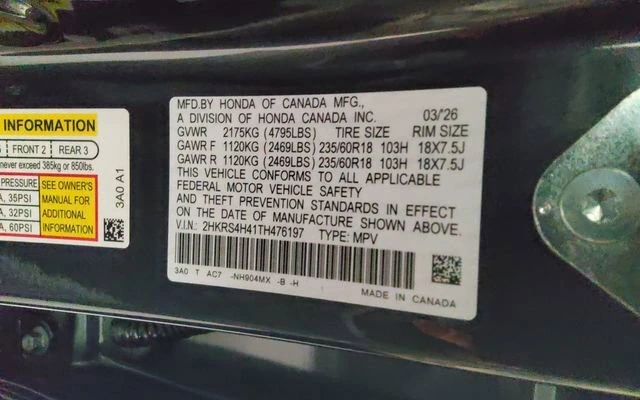 INFORMATION
FRONT 2 REAR 3
never exceed 385kg or 850lbs.
PRESSURE
SEE OWNER'S
A, 35PSI
MANUAL FOR
A, 32PSI
ADDITIONAL
A, 60PSI
INFORMATION
3A0 A1
MFD.BY HONDA OF CANADA MFG.,
A DIVISION OF HONDA CANADA INC. 03/'26
GVWR 2175KG (4795LBS) TIRE SIZE RIM SIZE
GAWR F 1120KG (2469LBS) 235/60R18 103H 18X7.5J
GAWR R 1120KG (2469LBS) 235/60R18 103H 18X7.5J
THIS VEHICLE CONFORMS TO ALL APPLICABLE
FEDERAL MOTOR VEHICLE SAFETY
AND THEFT PREVENTION STANDARDS IN EFFECT
ON THE DATE OF MANUFACTURE SHOWN ABOVE.
V.I.N.: 2HKRS4H41TH476197 TYPE: MPV
3A0 T AC7 -NH904MX -B -H
MADE IN CANADA